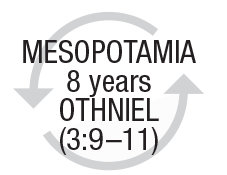 MESOPOTAMIA
8 years
OTHNIEL
(3:9–11)